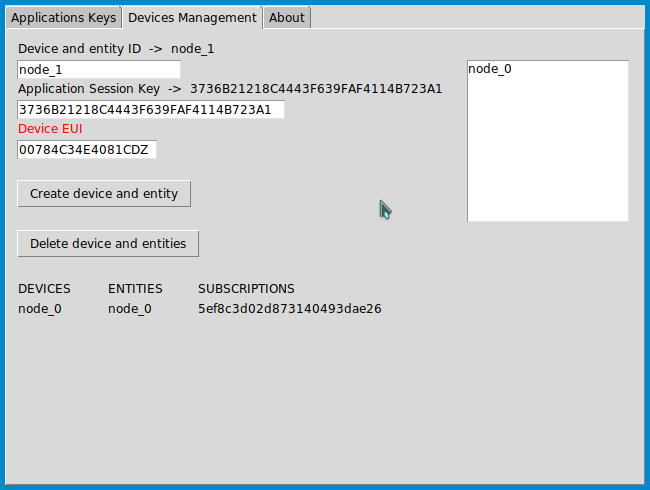 Applications Keys Devices Management About
Device and entity ID -> node_1
node_1
Application Session Key -> 3736B21218C4443F639FAF4114B723A1
3736B21218C4443F639FAF4114B723A1
Device EUI
00784C34E4081CDZ
node_0
Create device and entity
Delete device and entities
DEVICES ENTITIES SUBSCRIPTIONS
node_0 node_0 5ef8c3d02d873140493dae26